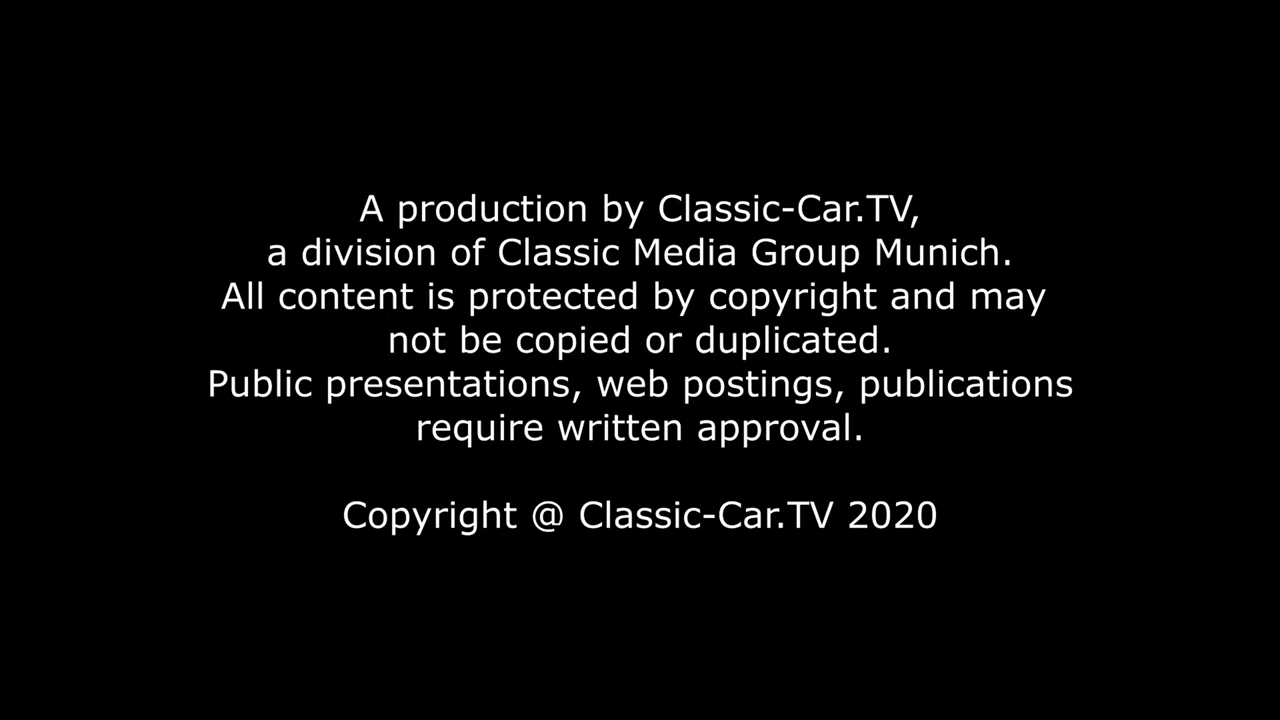 A production by Classic-Car.TV,
a division of Classic Media Group Munich.
All content is protected by copyright and may
not be copied or duplicated.
Public presentations, web postings, publications
require written approval.
Copyright @ Classic-Car.TV 2020